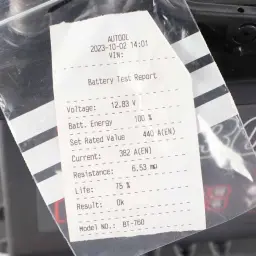 AUTOOL
2023-10-02 14:01
VIN:
Battery Test Report
Voltage: 12.83 V
Batt. Energy 100 %
Set Rated Value 440 A(EN)
Current: 382 A(EN)
Resistance: 6.53 mΩ
Life: 75 %
Result: Ok
Model NO.: BT-760